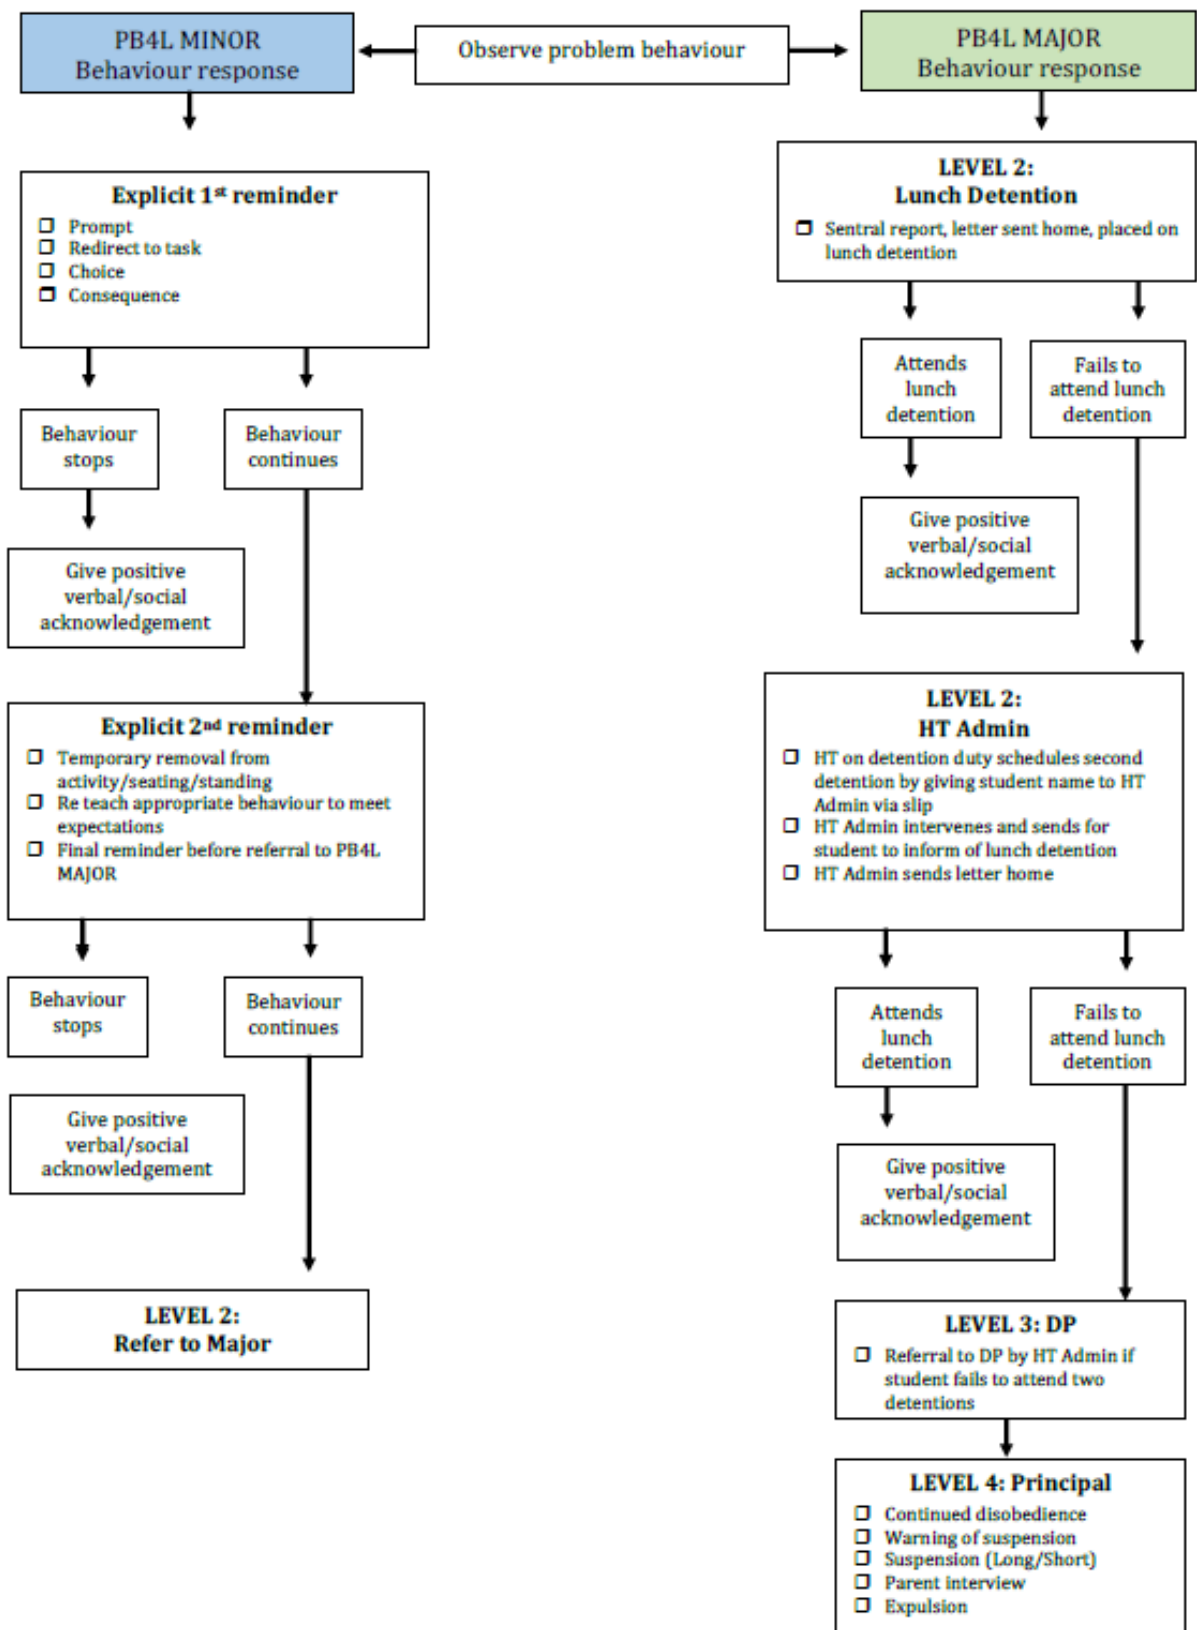 PB4L MINOR
Behaviour response
Observe problem behaviour
PB4L MAJOR
Behaviour response
Explicit 1st reminder
Prompt
Redirect to task
Choice
Consequence
Behaviour
stops
Behaviour
continues
Give positive
verbal/social
acknowledgement
Explicit 2nd reminder
Temporary removal from
activity/seating/standing
Re teach appropriate behaviour to meet
expectations
Final reminder before referral to PB4L
MAJOR
Behaviour
stops
Behaviour
continues
Give positive
verbal/social
acknowledgement
LEVEL 2:
Refer to Major
LEVEL 2:
Lunch Detention
Sentral report, letter sent home, placed on
lunch detention
Attends
lunch
detention
Fails to
attend lunch
detention
Give positive
verbal/social
acknowledgement
LEVEL 2:
HT Admin
HT on detention duty schedules second
detention by giving student name to HT
Admin via slip
HT Admin intervenes and sends for
student to inform of lunch detention
HT Admin sends letter home
Attends
lunch
detention
Fails to
attend lunch
detention
Give positive
verbal/social
acknowledgement
LEVEL 3: DP
Referral to DP by HT Admin if
student fails to attend two
detentions
LEVEL 4: Principal
Continued disobedience
Warning of suspension
Suspension (Long/Short)
Parent interview
Expulsion